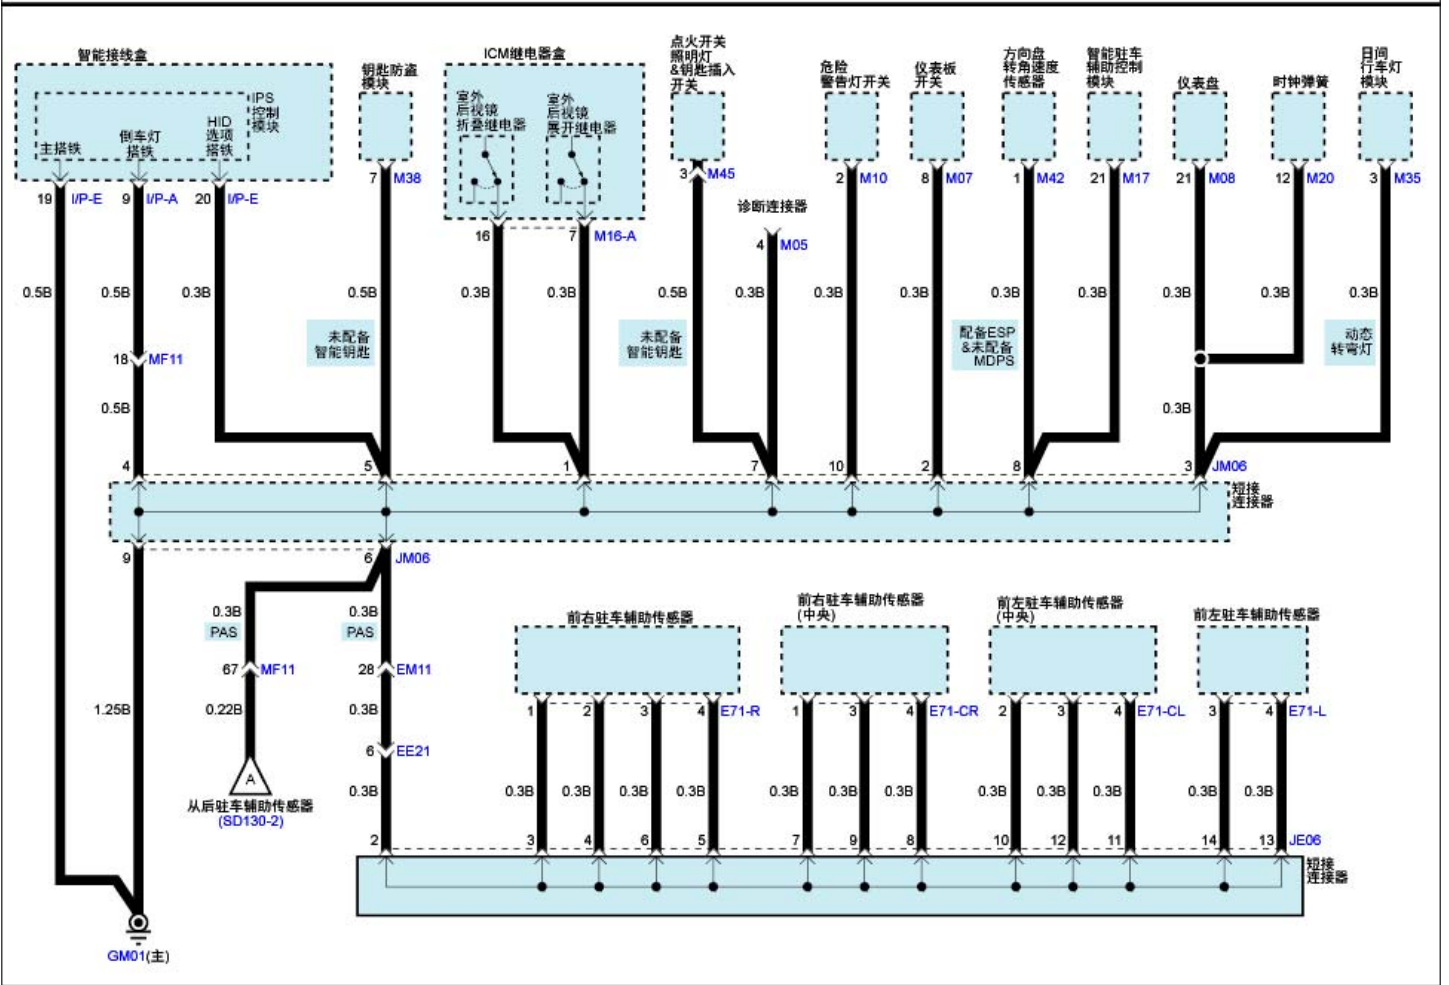 智能接线盒
IPS
控制
模块
主搭铁
倒车灯
搭铁
HID
选项
搭铁
钥匙防盗
模块
ICM继电器盒
室外
后视镜
折叠继电器
室外
后视镜
展开继电器
点火开关
照明灯
&钥匙插入
开关
诊断连接器
危险
警告灯开关
仪表板
开关
方向盘
转角速度
传感器
智能驻车
辅助控制
模块
仪表盘
时钟弹簧
日间
行车灯
模块
19 I/P-E
9 I/P-A
20 I/P-E
7 M38
16
7 M16-A
3 M45
4 M05
2 M10
8 M07
1 M42
21 M17
21 M08
12 M20
3 M35
0.5B
0.5B
0.3B
0.5B
0.3B
0.3B
0.5B
0.3B
0.3B
0.3B
0.3B
0.3B
0.3B
0.3B
0.3B
未配备
智能钥匙
未配备
智能钥匙
配备ESP
&未配备
MDPS
动态
转弯灯
18 MF11
0.5B
0.3B
4
5
1
7
10
2
8
3 JM06
短接
连接器
9
6 JM06
0.3B
PAS
0.3B
PAS
67 MF11
28 EM11
1.25B
0.22B
0.3B
6 EE21
A
从后驻车辅助传感器
(SD130-2)
0.3B
前右驻车辅助传感器
前右驻车辅助传感器
(中央)
前左驻车辅助传感器
(中央)
前左驻车辅助传感器
1
2
3
4 E71-R
1
3
4 E71-CR
2
3
4 E71-CL
3
4 E71-L
0.3B
0.3B
0.3B
0.3B
0.3B
0.3B
0.3B
0.3B
0.3B
0.3B
0.3B
0.3B
2
3
4
6
5
7
9
8
10
12
11
14
13 JE06
短接
连接器
GM01(主)